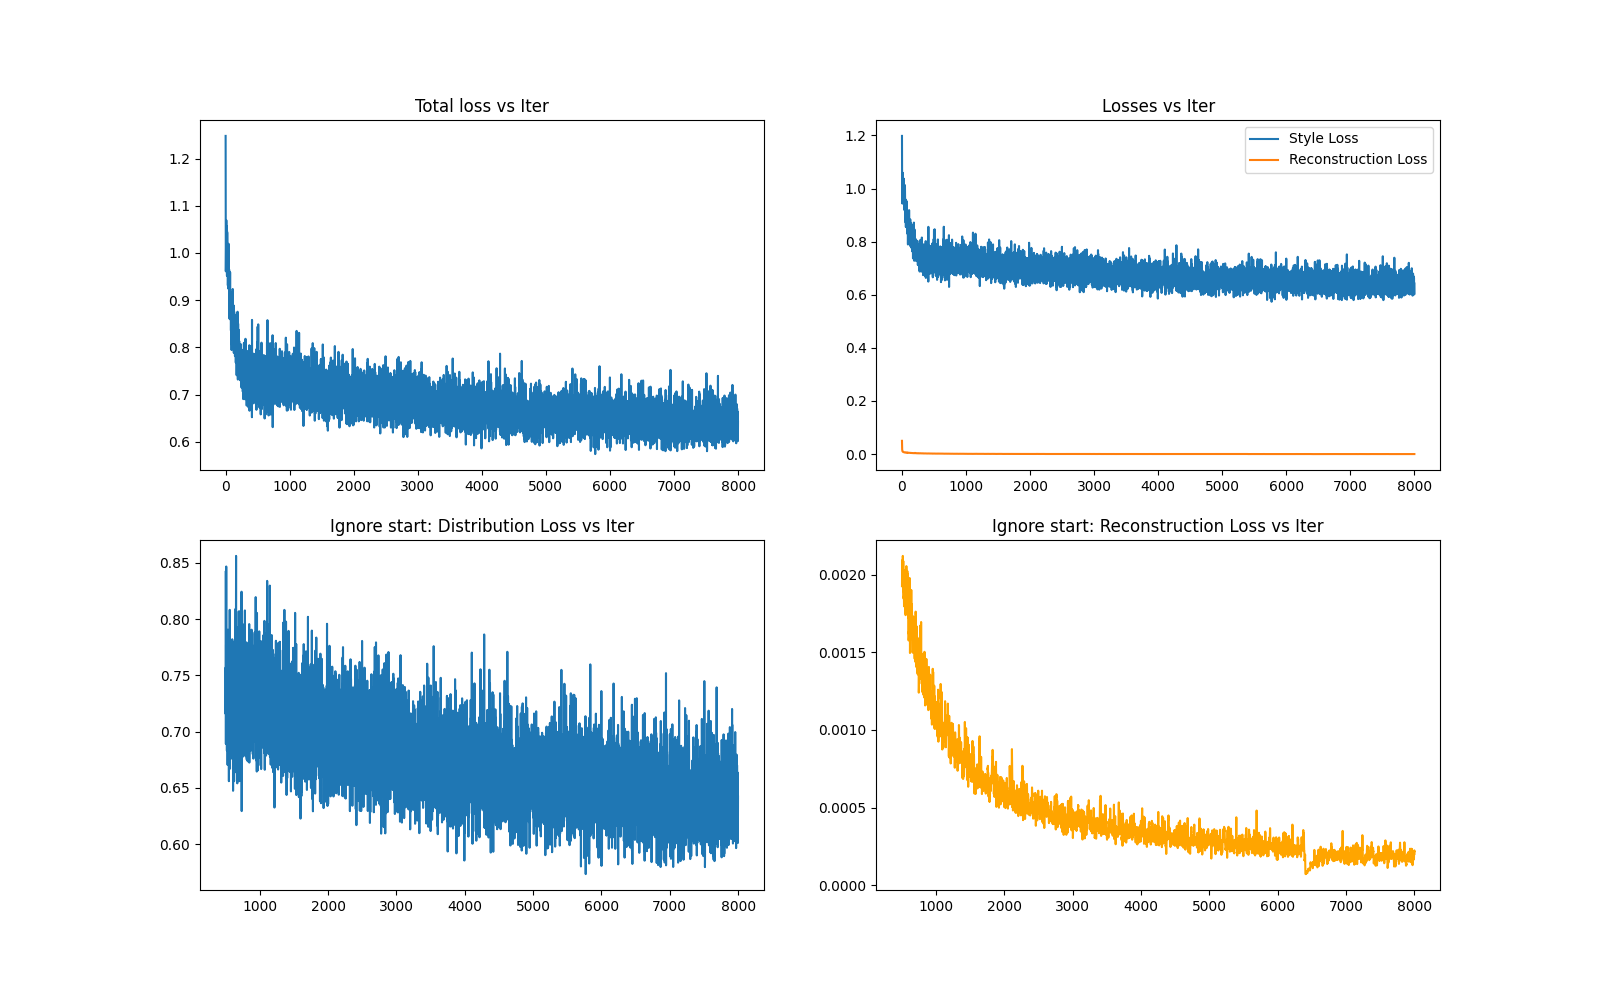 Total loss vs Iter
1.2
1.1
1.0
0.9
0.8
0.7
0.6
0 1000 2000 3000 4000 5000 6000 7000 8000
Losses vs Iter
Style Loss
Reconstruction Loss
1.2
1.0
0.8
0.6
0.4
0.2
0.0
0 1000 2000 3000 4000 5000 6000 7000 8000
Ignore start: Distribution Loss vs Iter
0.85
0.80
0.75
0.70
0.65
0.60
1000 2000 3000 4000 5000 6000 7000 8000
Ignore start: Reconstruction Loss vs Iter
0.0020
0.0015
0.0010
0.0005
0.0000
1000 2000 3000 4000 5000 6000 7000 8000